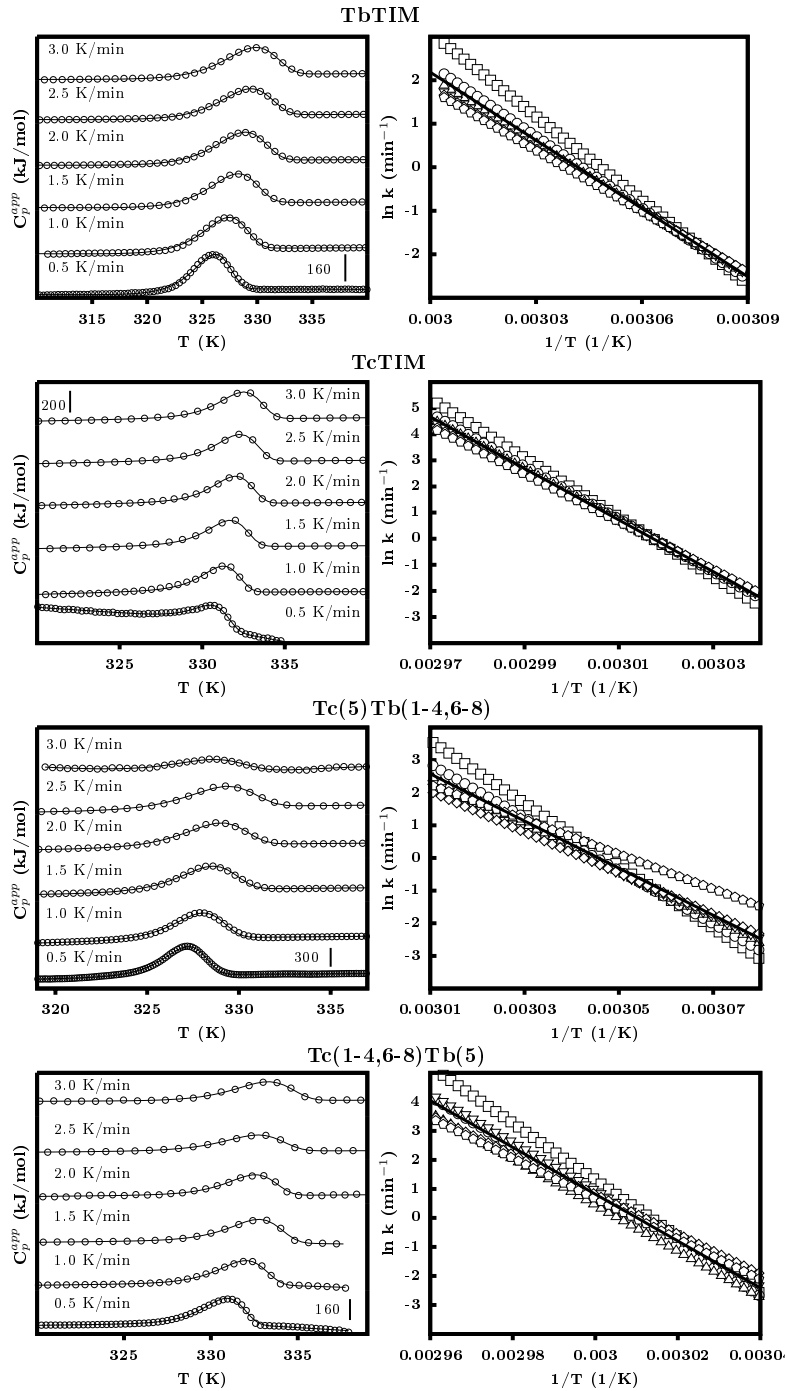 TbTIM
3.0 K/min
2.5 K/min
2.0 K/min
1.5 K/min
1.0 K/min
0.5 K/min
160
C_p^app (kJ/mol)
315 320 325 330 335
T (K)
ln k (min⁻¹)
2
1
0
-1
-2
0.003 0.00303 0.00306 0.00309
1/T (1/K)
TcTIM
200
3.0 K/min
2.5 K/min
2.0 K/min
1.5 K/min
1.0 K/min
0.5 K/min
C_p^app (kJ/mol)
325 330 335
T (K)
ln k (min⁻¹)
5
4
3
2
1
0
-1
-2
-3
0.00297 0.00299 0.00301 0.00303
1/T (1/K)
Tc(5)Tb(1-4,6-8)
3.0 K/min
2.5 K/min
2.0 K/min
1.5 K/min
1.0 K/min
0.5 K/min
300
C_p^app (kJ/mol)
320 325 330 335
T (K)
ln k (min⁻¹)
3
2
1
0
-1
-2
-3
0.00301 0.00303 0.00305 0.00307
1/T (1/K)
Tc(1-4,6-8)Tb(5)
3.0 K/min
2.5 K/min
2.0 K/min
1.5 K/min
1.0 K/min
0.5 K/min
160
C_p^app (kJ/mol)
325 330 335
T (K)
ln k (min⁻¹)
4
3
2
1
0
-1
-2
-3
0.00296 0.00298 0.003 0.00302 0.00304
1/T (1/K)